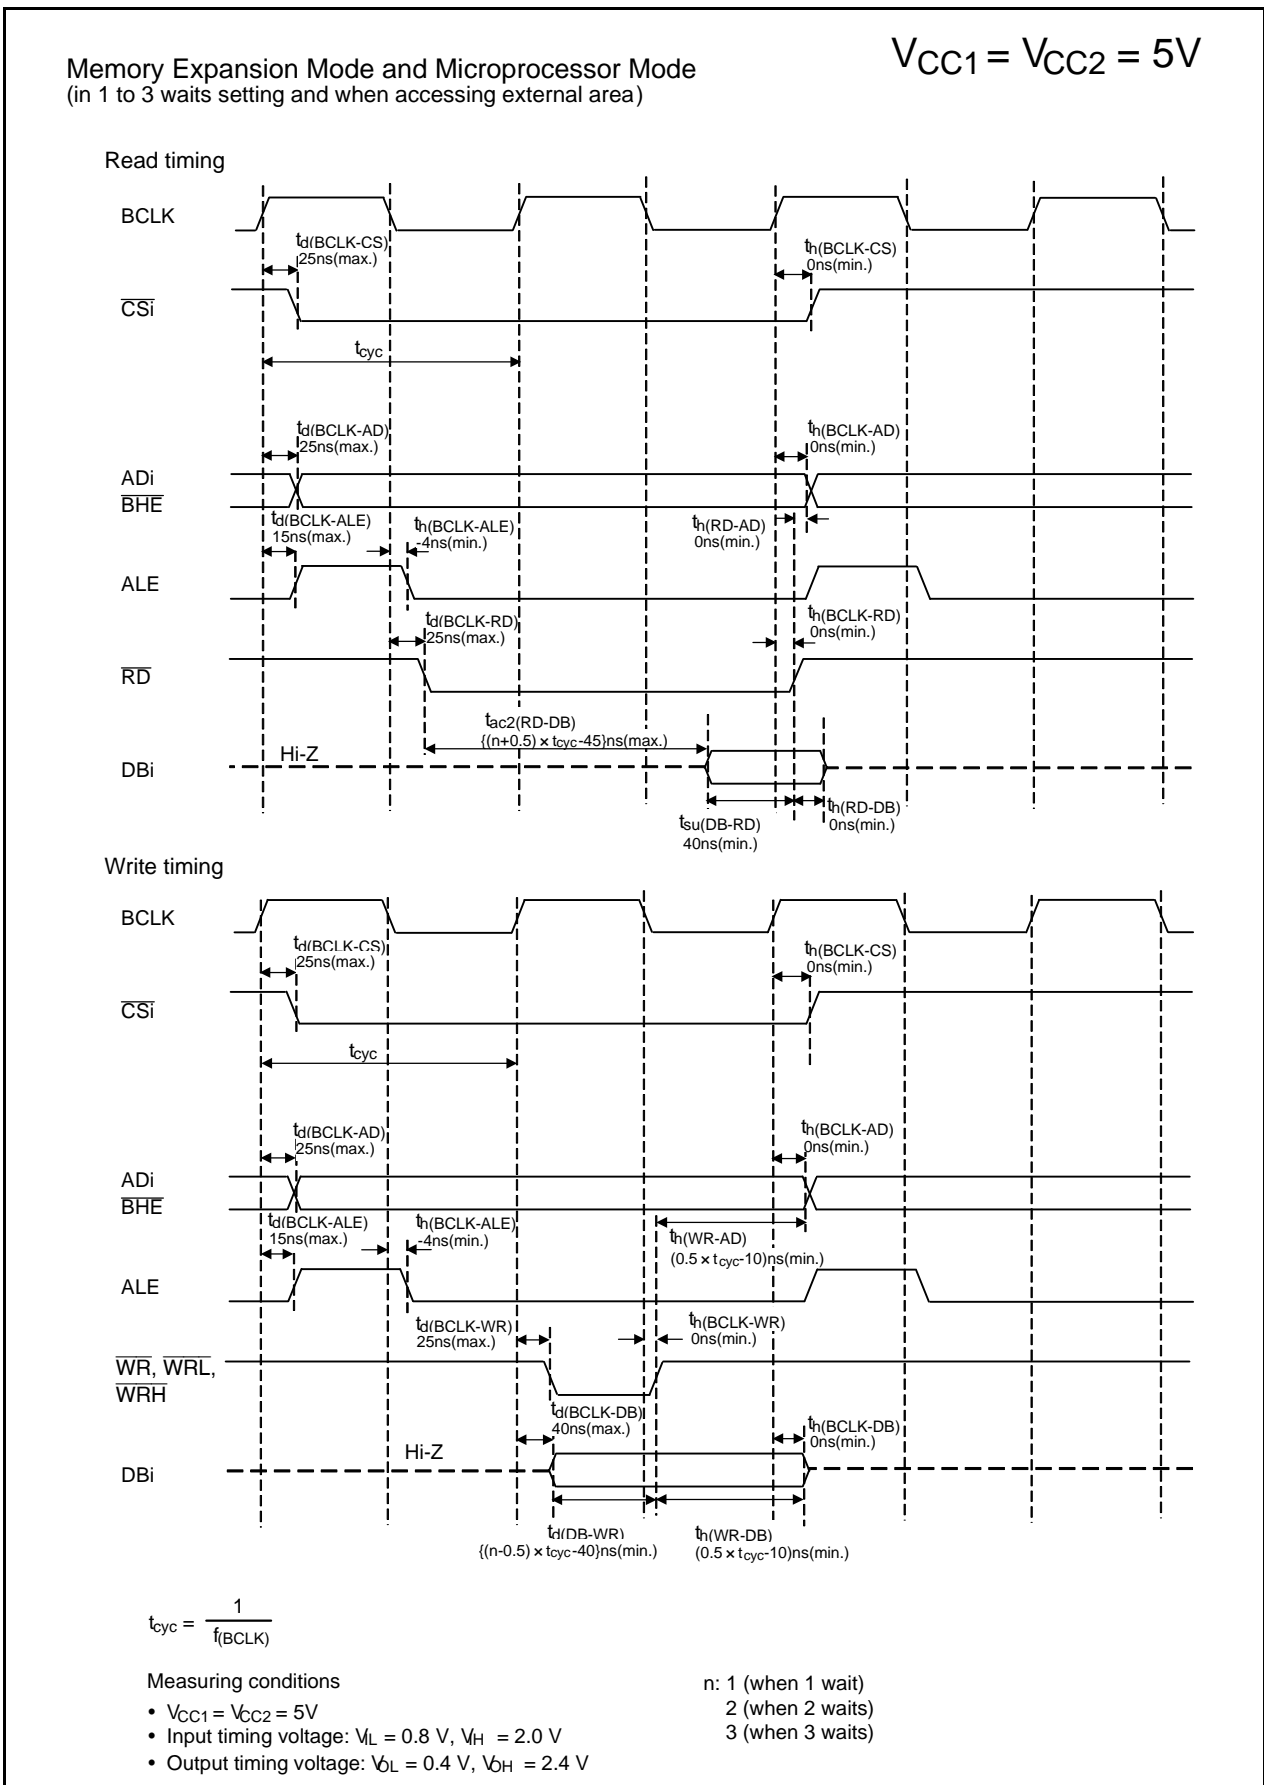 VCC1 = VCC2 = 5V
Memory Expansion Mode and Microprocessor Mode
(in 1 to 3 waits setting and when accessing external area)
Read timing
BCLK
td(BCLK-CS)
25ns(max.)
th(BCLK-CS)
0ns(min.)
CSi
tcyc
td(BCLK-AD)
25ns(max.)
th(BCLK-AD)
0ns(min.)
ADi
BHE
td(BCLK-ALE)
15ns(max.)
th(BCLK-ALE)
-4ns(min.)
th(RD-AD)
0ns(min.)
ALE
td(BCLK-RD)
25ns(max.)
th(BCLK-RD)
0ns(min.)
RD
tac2(RD-DB)
{(n+0.5) × tcyc-45}ns(max.)
Hi-Z
DBi
tsu(DB-RD)
40ns(min.)
th(RD-DB)
0ns(min.)
Write timing
BCLK
td(BCLK-CS)
25ns(max.)
th(BCLK-CS)
0ns(min.)
CSi
tcyc
td(BCLK-AD)
25ns(max.)
th(BCLK-AD)
0ns(min.)
ADi
BHE
td(BCLK-ALE)
15ns(max.)
th(BCLK-ALE)
-4ns(min.)
th(WR-AD)
(0.5 × tcyc-10)ns(min.)
ALE
td(BCLK-WR)
25ns(max.)
th(BCLK-WR)
0ns(min.)
WR, WRL,
WRH
td(BCLK-DB)
40ns(max.)
th(BCLK-DB)
0ns(min.)
Hi-Z
DBi
td(DB-WR)
{(n-0.5) × tcyc-40}ns(min.)
th(WR-DB)
(0.5 × tcyc-10)ns(min.)
tcyc = 1
f(BCLK)
Measuring conditions
• VCC1 = VCC2 = 5V
• Input timing voltage: VIL = 0.8 V, VIH = 2.0 V
• Output timing voltage: VOL = 0.4 V, VOH = 2.4 V
n: 1 (when 1 wait)
2 (when 2 waits)
3 (when 3 waits)